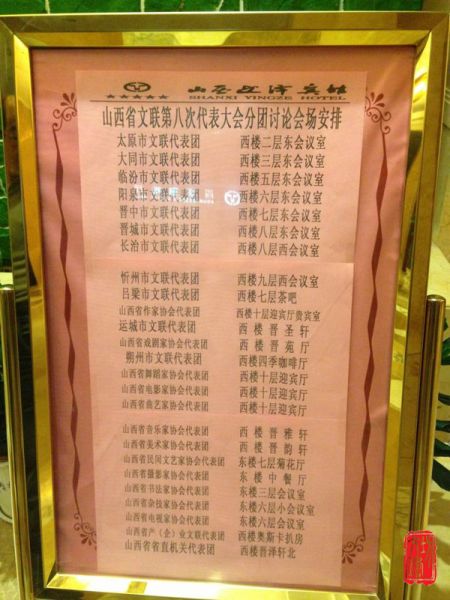 山西迎泽宾馆
SHANXI YINGZE HOTEL
山西省文联第八次代表大会分团讨论会场安排
太原市文联代表团 西楼二层东会议室
大同市文联代表团 西楼三层东会议室
临汾市文联代表团 西楼五层东会议室
阳泉市文联代表团 西楼六层东会议室
晋中市文联代表团 西楼七层东会议室
晋城市文联代表团 西楼八层东会议室
长治市文联代表团 西楼八层西会议室
忻州市文联代表团 西楼九层西会议室
吕梁市文联代表团 西楼七层茶吧
山西省作家协会代表团 西楼十层迎宾厅贵宾室
运城市文联代表团 西楼晋圣轩
山西省戏剧家协会代表团 西楼晋苑厅
朔州市文联代表团 西楼四季咖啡厅
山西省舞蹈家协会代表团 西楼十层迎宾厅
山西省电影家协会代表团 西楼十层迎宾厅
山西省曲艺家协会代表团 西楼十层迎宾厅
山西省音乐家协会代表团 西楼晋雅轩
山西省美术家协会代表团 西楼晋韵轩
山西省民间文艺家协会代表团 东楼七层菊花厅
山西省摄影家协会代表团 东楼中餐厅
山西省书法家协会代表团 东楼三层会议室
山西省杂技家协会代表团 东楼六层小会议室
山西省电视家协会代表团 东楼六层会议室
山西省产（企）业文联代表团 西楼奥斯卡扒房
山西省省直机关代表团 西楼晋泽轩北